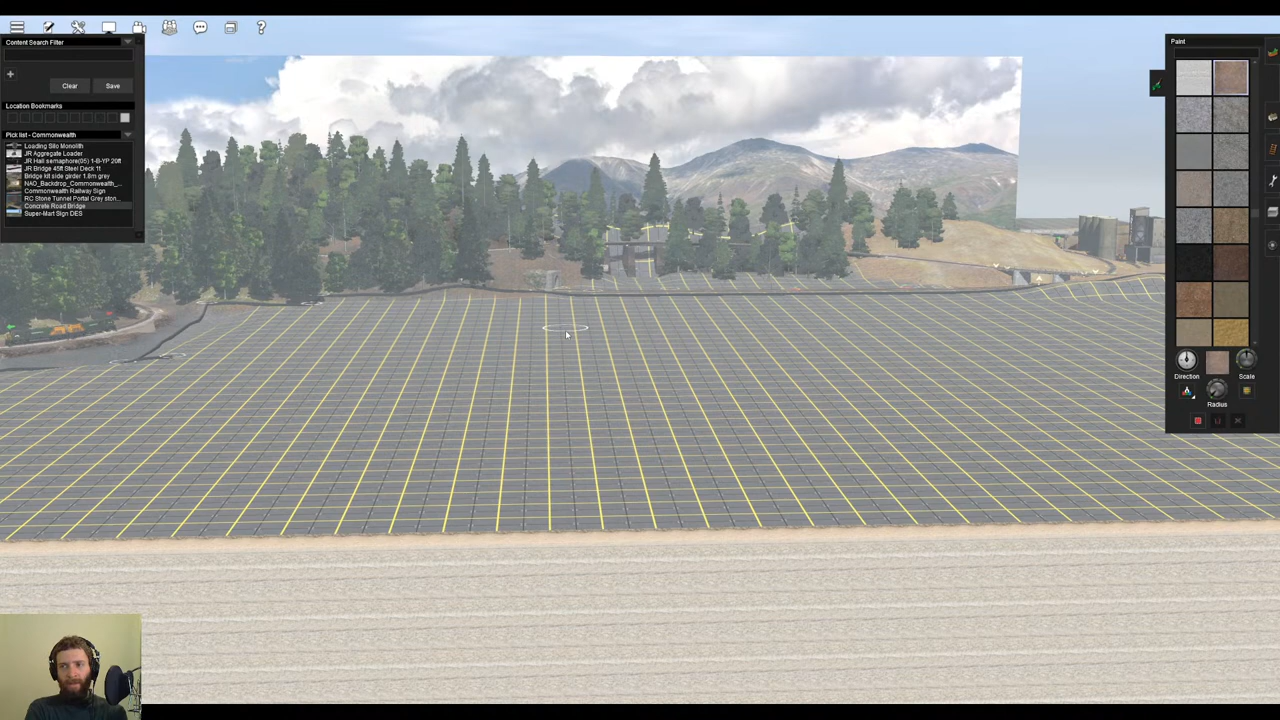 Content Search Filter
Clear
Save
Location Bookmarks
Pick list - Commonwealth
Loading Silo Monolith
JR Aggregate Loader
JR Hall semaphore(05) 1-B-YP 20ft
JR Bridge 45ft Steel Deck 1t
Bridge kit side girder 1.8m grey
NAO_Backdrop_Commonwealth_...
Commonwealth Railway Sign
RC Stone Tunnel Portal Grey ston...
Concrete Road Bridge
Super-Mart Sign DES
Paint
Direction
Scale
Radius